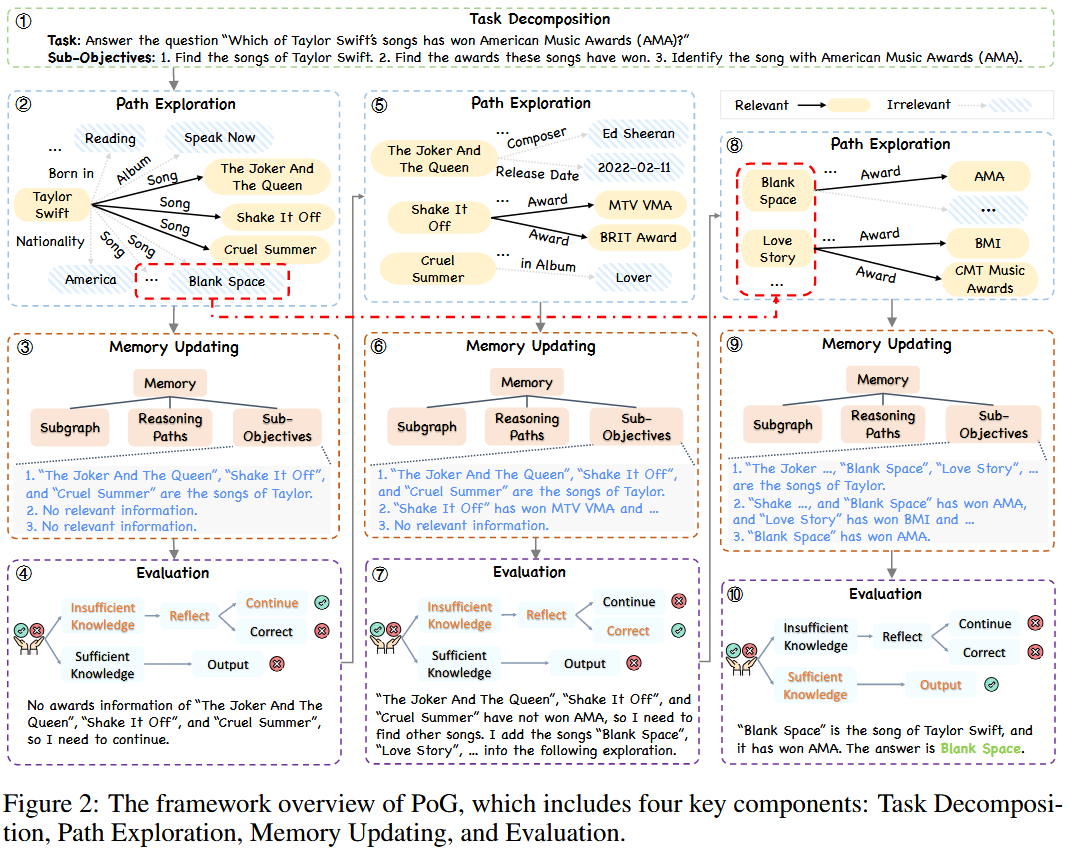 ① Task Decomposition
Task: Answer the question “Which of Taylor Swift’s songs has won American Music Awards (AMA)?”
Sub-Objectives: 1. Find the songs of Taylor Swift. 2. Find the awards these songs have won. 3. Identify the song with American Music Awards (AMA).
② Path Exploration
Reading
Speak Now
...
Born in
Album
Song
The Joker And
The Queen
Taylor
Swift
Song
Shake It Off
Song
Cruel Summer
Nationality
Song
Song
America
...
Blank Space
③ Memory Updating
Memory
Subgraph
Reasoning
Paths
Sub-
Objectives
1. “The Joker And The Queen”, “Shake It Off”,
and “Cruel Summer” are the songs of Taylor.
2. No relevant information.
3. No relevant information.
④ Evaluation
Insufficient
Knowledge
Reflect
Continue
Correct
Sufficient
Knowledge
Output
No awards information of “The Joker And The
Queen”, “Shake It Off”, and “Cruel Summer”,
so I need to continue.
⑤ Path Exploration
The Joker And
The Queen
...
Composer
Ed Sheeran
Release Date
2022-02-11
Shake It
Off
...
Award
MTV VMA
Award
BRIT Award
Cruel
Summer
...
in Album
Lover
⑥ Memory Updating
Memory
Subgraph
Reasoning
Paths
Sub-
Objectives
1. “The Joker And The Queen”, “Shake It Off”,
and “Cruel Summer” are the songs of Taylor.
2. “Shake It Off” has won MTV VMA and ...
3. No relevant information.
⑦ Evaluation
Insufficient
Knowledge
Reflect
Continue
Correct
Sufficient
Knowledge
Output
“The Joker And The Queen”, “Shake It Off”, and
“Cruel Summer” have not won AMA, so I need to
find other songs. I add the songs “Blank Space”,
“Love Story”, ... into the following exploration.
Relevant
Irrelevant
⑧ Path Exploration
Blank
Space
...
Award
AMA
...
Love
Story
...
Award
BMI
Award
CMT Music
Awards
...
⑨ Memory Updating
Memory
Subgraph
Reasoning
Paths
Sub-
Objectives
1. “The Joker ..., “Blank Space”, “Love Story”, ...
are the songs of Taylor.
2. “Shake ..., and “Blank Space” has won AMA,
and “Love Story” has won BMI and ...
3. “Blank Space” has won AMA.
⑩ Evaluation
Insufficient
Knowledge
Reflect
Continue
Correct
Sufficient
Knowledge
Output
“Blank Space” is the song of Taylor Swift, and
it has won AMA. The answer is Blank Space.
Figure 2: The framework overview of PoG, which includes four key components: Task Decomposi-
tion, Path Exploration, Memory Updating, and Evaluation.